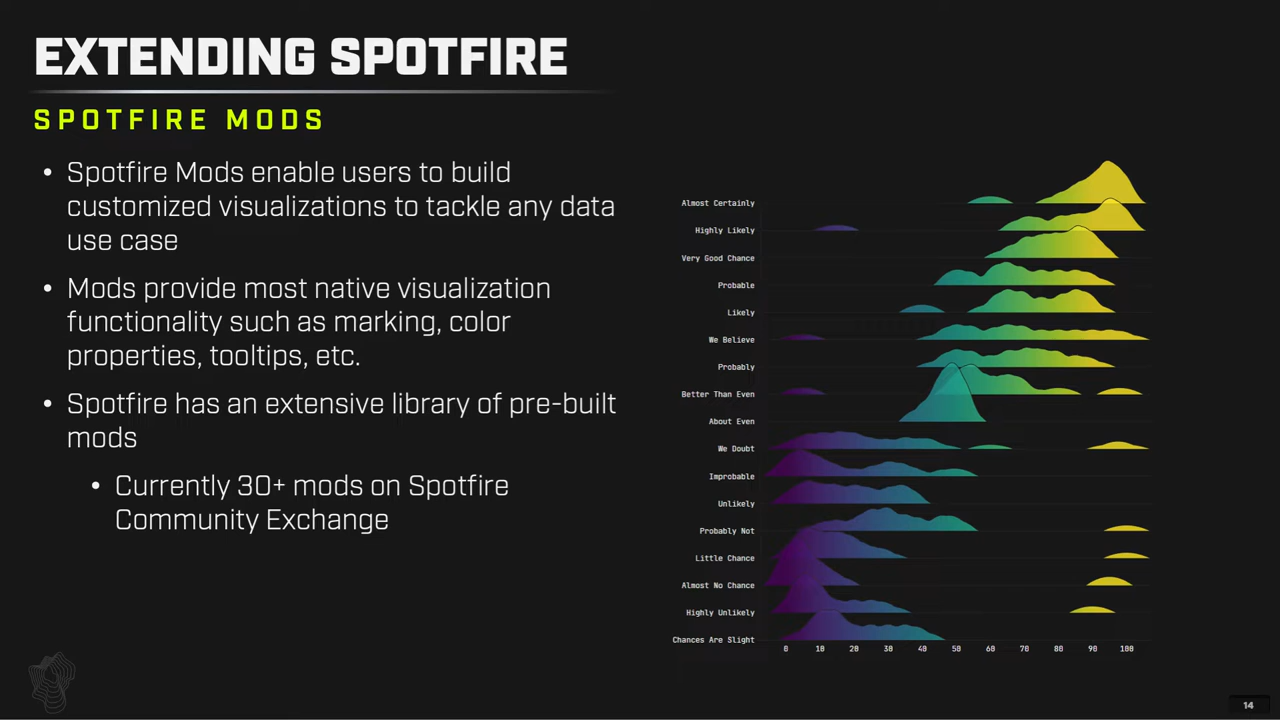 EXTENDING SPOTFIRE
SPOTFIRE MODS
• Spotfire Mods enable users to build
customized visualizations to tackle any data
use case
• Mods provide most native visualization
functionality such as marking, color
properties, tooltips, etc.
• Spotfire has an extensive library of pre-built
mods
• Currently 30+ mods on Spotfire
Community Exchange
Almost Certainly
Highly Likely
Very Good Chance
Probable
Likely
We Believe
Probably
Better Than Even
About Even
We Doubt
Improbable
Unlikely
Probably Not
Little Chance
Almost No Chance
Highly Unlikely
Chances Are Slight
0 10 20 30 40 50 60 70 80 90 100
14